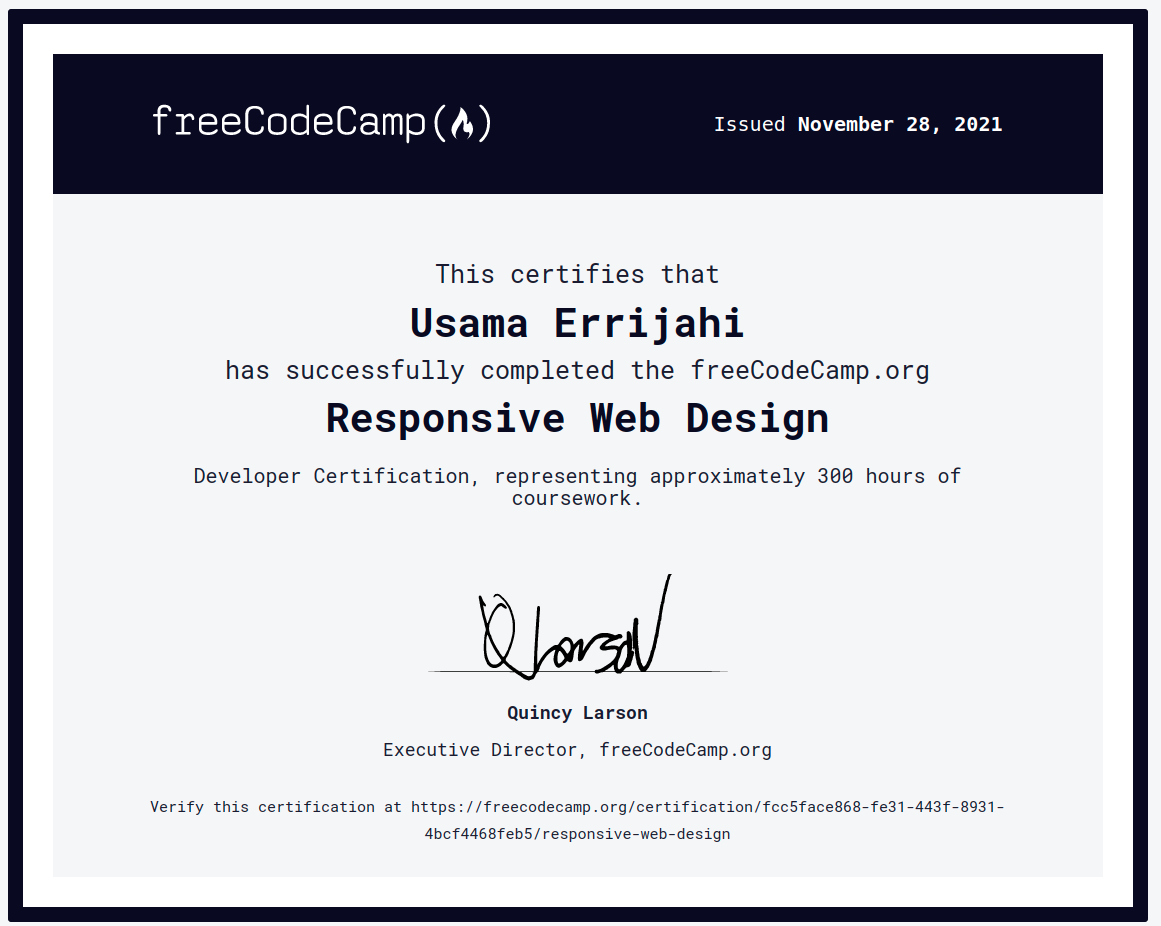 freeCodeCamp(🔥)
Issued November 28, 2021
This certifies that
Usama Errijahi
has successfully completed the freeCodeCamp.org
Responsive Web Design
Developer Certification, representing approximately 300 hours of
coursework.
Q Larson
Quincy Larson
Executive Director, freeCodeCamp.org
Verify this certification at https://freecodecamp.org/certification/fcc5face868-fe31-443f-8931-
4bcf4468feb5/responsive-web-design